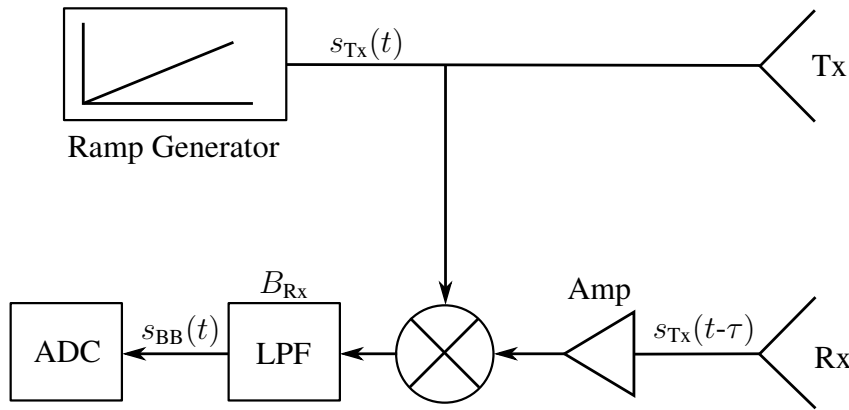 s_Tx(t)
Tx
Ramp Generator
B_Rx
Amp
ADC
s_BB(t)
LPF
s_Tx(t-τ)
Rx